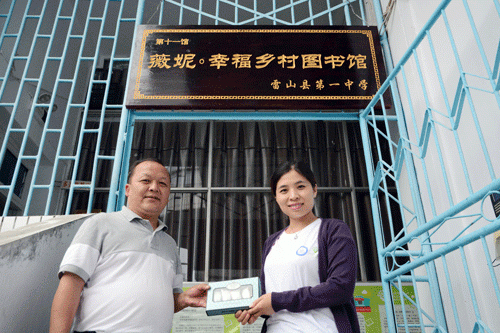 第十一馆
薇妮。幸福乡村图书馆
雷山县第一中学